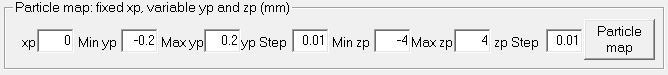 Particle map: fixed xp, variable yp and zp (mm)
xp 0 Min yp -0.2 Max yp 0.2 yp Step 0.01 Min zp -4 Max zp 4 zp Step 0.01 Particle
map